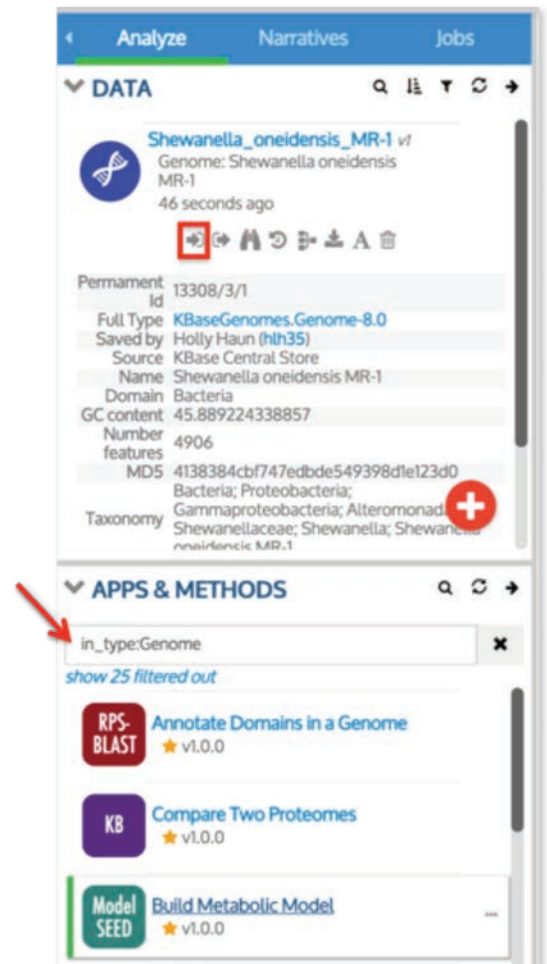 Analyze Narratives Jobs
DATA
Shewanella_oneidensis_MR-1 v1
Genome: Shewanella oneidensis
MR-1
46 seconds ago
A
Permament
Id 13308/3/1
Full Type KBaseGenomes.Genome-8.0
Saved by Holly Haun (hlh35)
Source KBase Central Store
Name Shewanella oneidensis MR-1
Domain Bacteria
GC content 45.889224338857
Number
features 4906
MD5 4138384cbf747edbde549398d1e123d0
Bacteria; Proteobacteria;
Taxonomy Gammaproteobacteria; Alteromonada
Shewanellaceae; Shewanella; Shewanella
oneidensis MR-1
APPS & METHODS
in_type:Genome
show 25 filtered out
RPS-
BLAST
Annotate Domains in a Genome
v1.0.0
KB
Compare Two Proteomes
v1.0.0
Model
SEED
Build Metabolic Model ...
v1.0.0